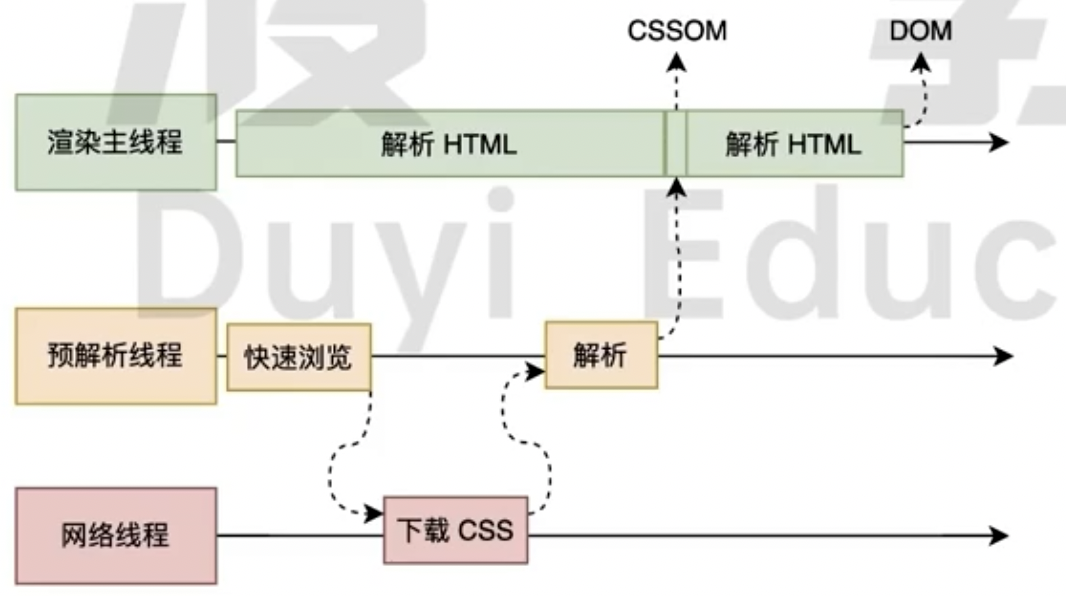 CSSOM
DOM
渲染主线程
解析 HTML
解析 HTML
Duyi Educ
预解析线程
快速浏览
解析
网络线程
下载 CSS